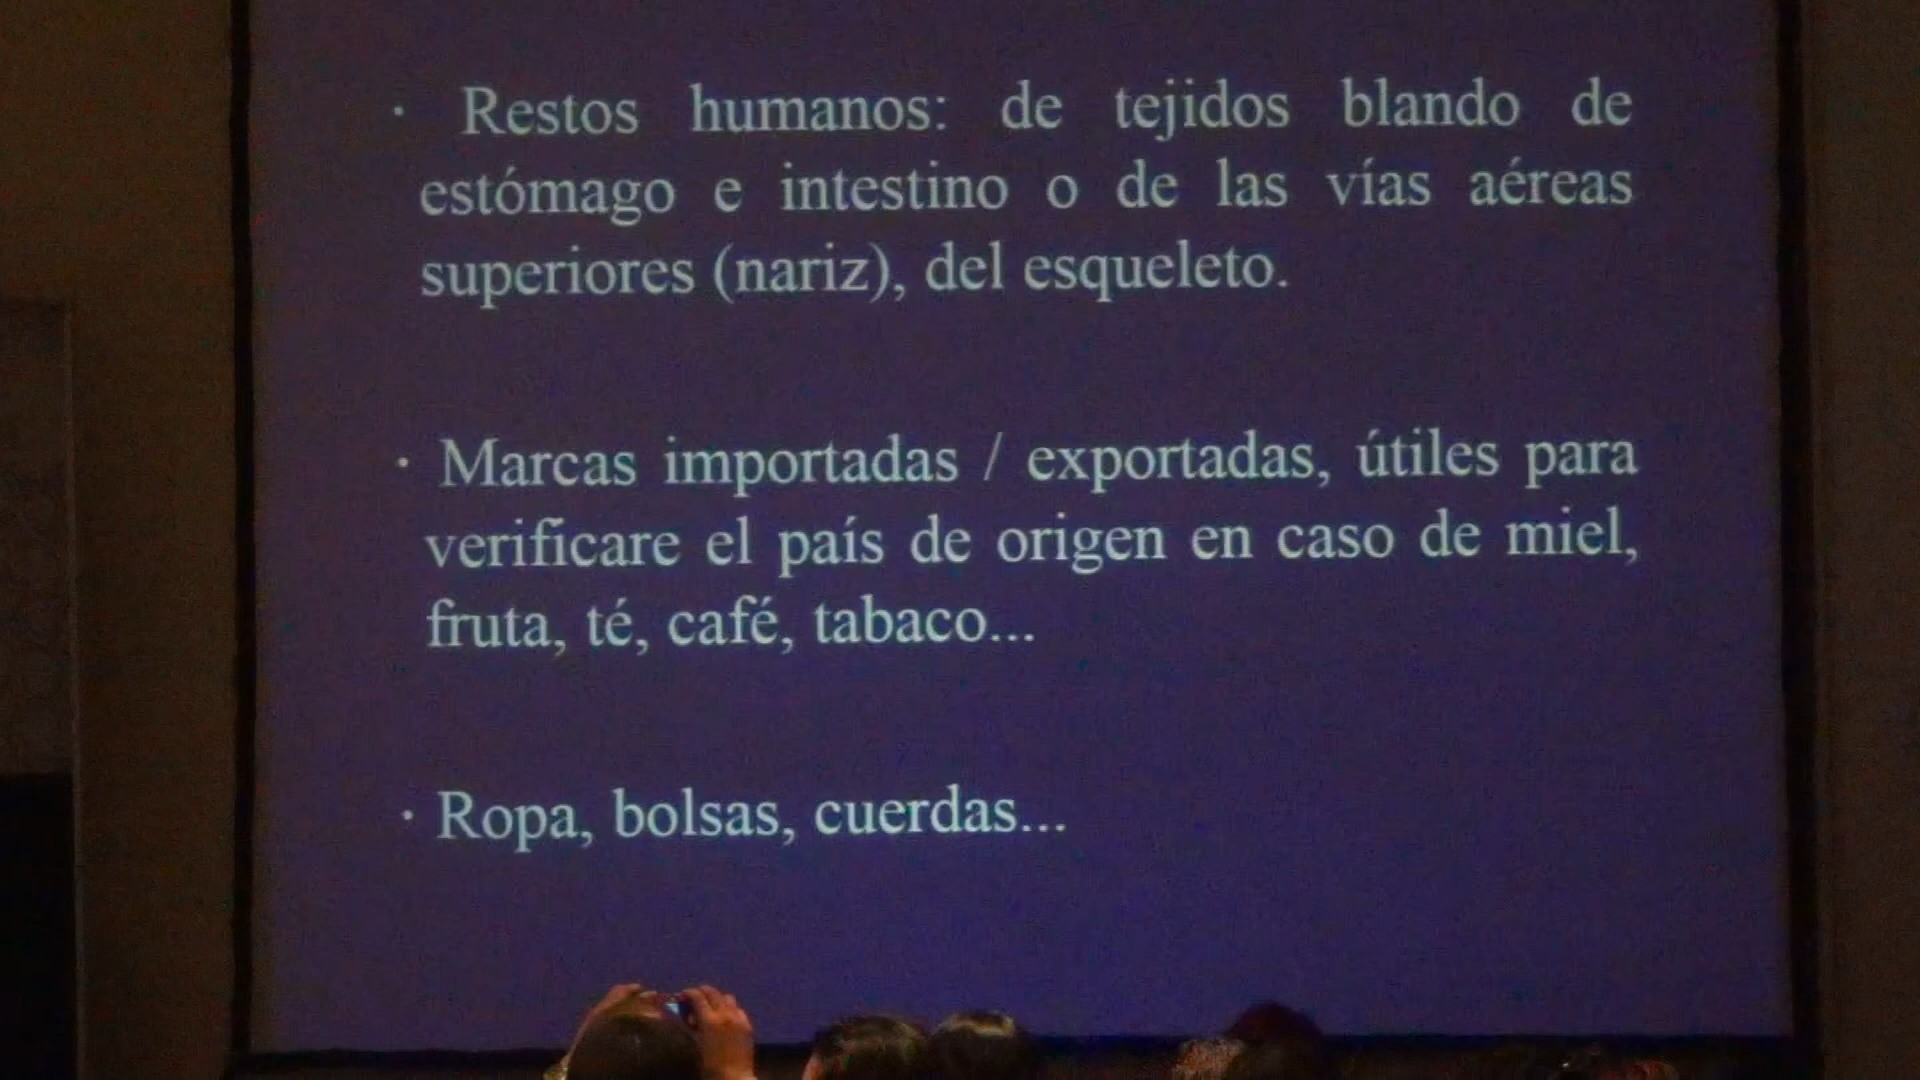 · Restos humanos: de tejidos blando de
estómago e intestino o de las vías aéreas
superiores (nariz), del esqueleto.
· Marcas importadas / exportadas, útiles para
verificare el país de origen en caso de miel,
fruta, té, café, tabaco...
· Ropa, bolsas, cuerdas...